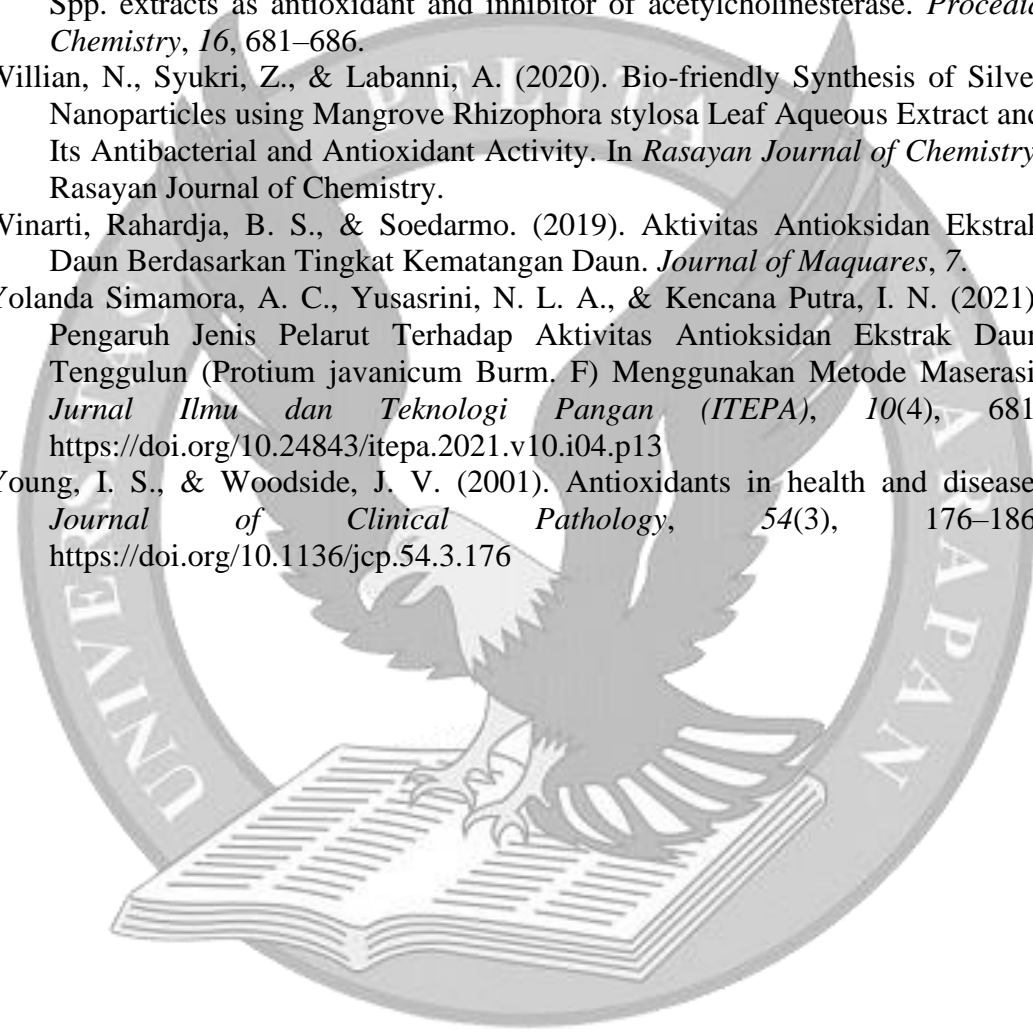 Spp. extracts as antioxidant and inhibitor of acetylcholinesterase. Procedia
Chemistry, 16, 681–686.
Willian, N., Syukri, Z., & Labanni, A. (2020). Bio-friendly Synthesis of Silve
Nanoparticles using Mangrove Rhizophora stylosa Leaf Aqueous Extract and
Its Antibacterial and Antioxidant Activity. In Rasayan Journal of Chemistry
Rasayan Journal of Chemistry.
Winarti, Rahardja, B. S., & Soedarmo. (2019). Aktivitas Antioksidan Ekstrak
Daun Berdasarkan Tingkat Kematangan Daun. Journal of Maquares, 7.
Yolanda Simamora, A. C., Yusasrini, N. L. A., & Kencana Putra, I. N. (2021)
Pengaruh Jenis Pelarut Terhadap Aktivitas Antioksidan Ekstrak Daun
Tenggulun (Protium javanicum Burm. F) Menggunakan Metode Maserasi
Jurnal Ilmu dan Teknologi Pangan (ITEPA), 10(4), 681
https://doi.org/10.24843/itepa.2021.v10.i04.p13
Young, I. S., & Woodside, J. V. (2001). Antioxidants in health and disease
Journal of Clinical Pathology, 54(3), 176–186
https://doi.org/10.1136/jcp.54.3.176
UNIVERSITAS PELITA HARAPAN